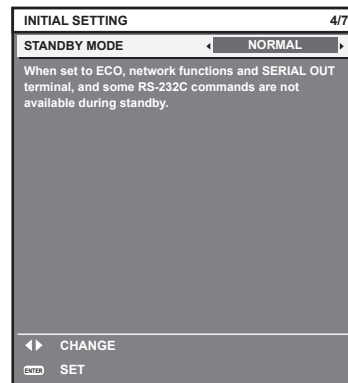 INITIAL SETTING 4/7
STANDBY MODE NORMAL
When set to ECO, network functions and SERIAL OUT
terminal, and some RS-232C commands are not
available during standby.
CHANGE
ENTER SET